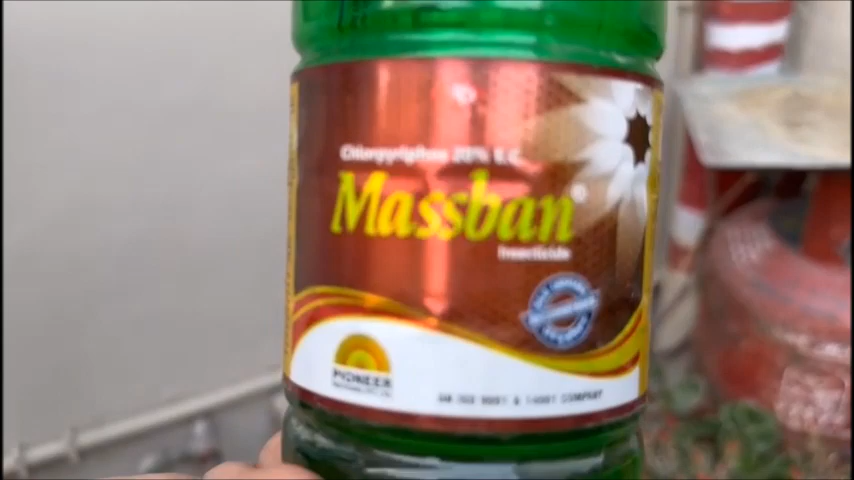 Chlorpyriphos 20% E.C.
Massban®
Insecticide
PIONEER
AN ISO 9001 & 14001 COMPANY